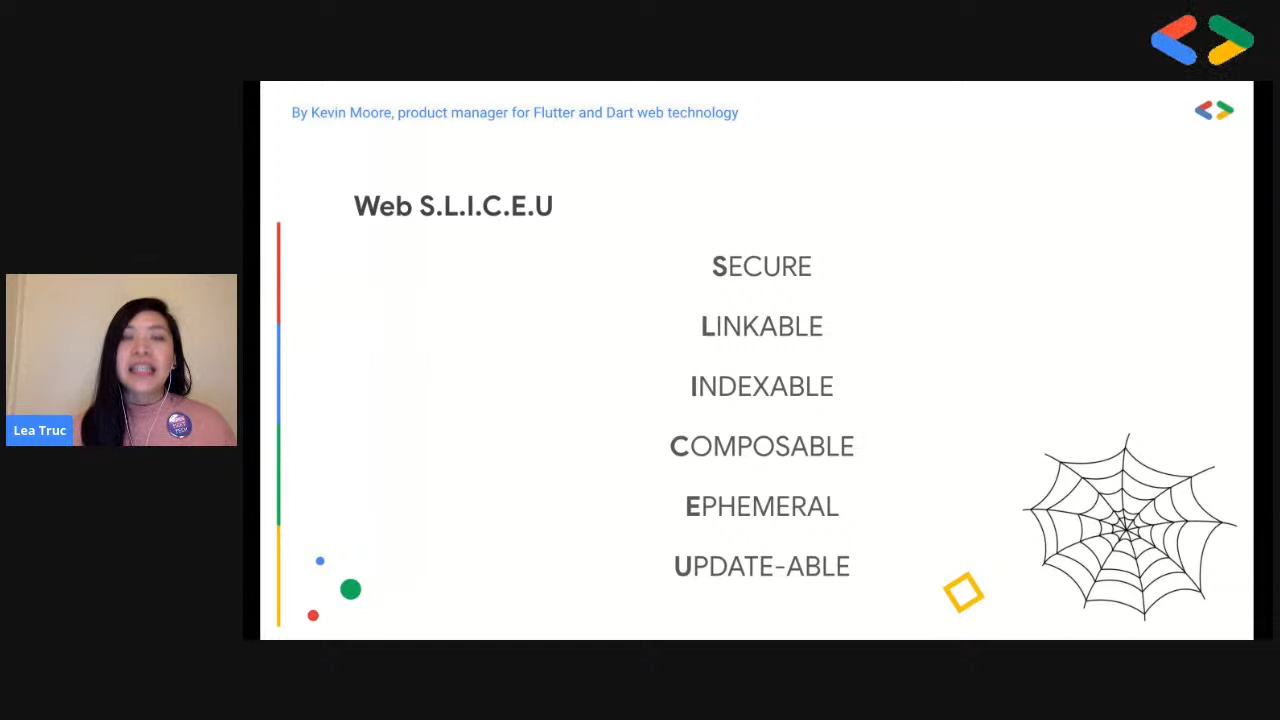 By Kevin Moore, product manager for Flutter and Dart web technology
Web S.L.I.C.E.U
SECURE
LINKABLE
INDEXABLE
COMPOSABLE
EPHEMERAL
UPDATE-ABLE
Lea Truc